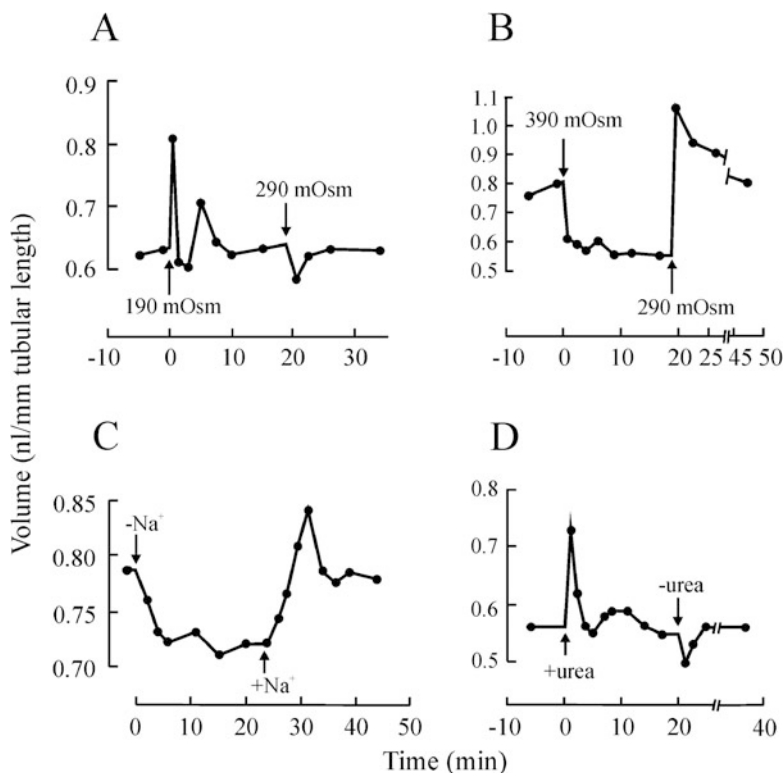 A
0.9
0.8
0.7
0.6
290 mOsm
190 mOsm
-10 0 10 20 30
B
1.1
1.0
0.9
0.8
0.7
0.6
0.5
390 mOsm
290 mOsm
-10 0 10 20 25 45 50
Volume (nl/mm tubular length)
C
0.85
0.80
0.75
0.70
-Na⁺
+Na⁺
0 10 20 30 40 50
D
0.8
0.7
0.6
0.5
-urea
+urea
-10 0 10 20 40
Time (min)